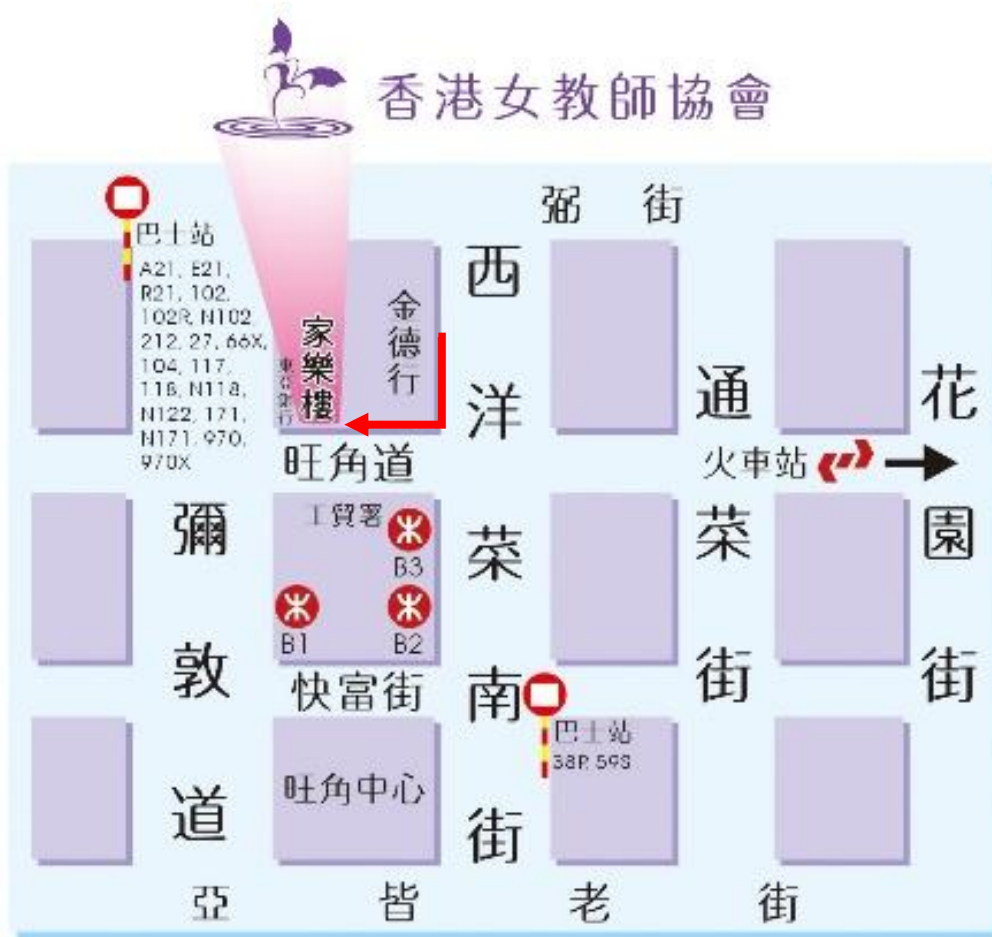 香港女教師協會
弼街
巴士站
A21, E21,
R21, 102,
102R, N102,
212, 27, 66X,
104, 117,
118, N118,
N122, 171,
N171, 970,
970X
東亞銀行
家樂樓
金德行
西洋菜南街
通菜街
花園街
火車站
旺角道
彌敦道
工貿署
B3
B1
B2
快富街
巴士站
38P, 59S
旺角中心
亞皆老街